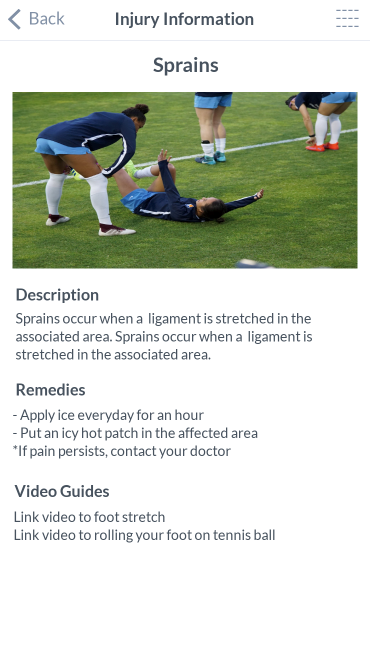 Back
Injury Information
Sprains
Description
Sprains occur when a ligament is stretched in the
associated area. Sprains occur when a ligament is
stretched in the associated area.
Remedies
- Apply ice everyday for an hour
- Put an icy hot patch in the affected area
*If pain persists, contact your doctor
Video Guides
Link video to foot stretch
Link video to rolling your foot on tennis ball